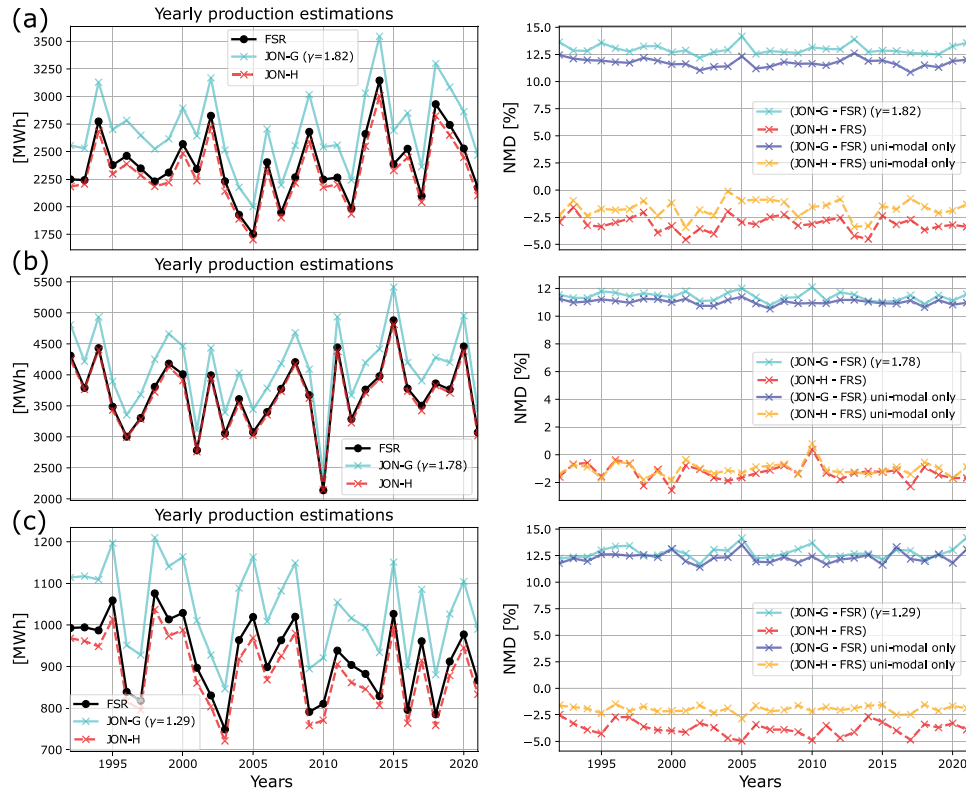 (a)
Yearly production estimations
[MWh]
3500
3250
3000
2750
2500
2250
2000
1750
FSR
JON-G (γ=1.82)
JON-H
NMD [%]
15.0
12.5
10.0
7.5
5.0
2.5
0.0
−2.5
−5.0
(JON-G - FSR) (γ=1.82)
(JON-H - FRS)
(JON-G - FSR) uni-modal only
(JON-H - FRS) uni-modal only
(b)
Yearly production estimations
[MWh]
5500
5000
4500
4000
3500
3000
2500
2000
FSR
JON-G (γ=1.78)
JON-H
NMD [%]
12
10
8
6
4
2
0
−2
(JON-G - FSR) (γ=1.78)
(JON-H - FRS)
(JON-G - FSR) uni-modal only
(JON-H - FRS) uni-modal only
(c)
Yearly production estimations
[MWh]
1200
1100
1000
900
800
700
FSR
JON-G (γ=1.29)
JON-H
1995 2000 2005 2010 2015 2020
Years
NMD [%]
15.0
12.5
10.0
7.5
5.0
2.5
0.0
−2.5
−5.0
(JON-G - FSR) (γ=1.29)
(JON-H - FRS)
(JON-G - FSR) uni-modal only
(JON-H - FRS) uni-modal only
1995 2000 2005 2010 2015 2020
Years